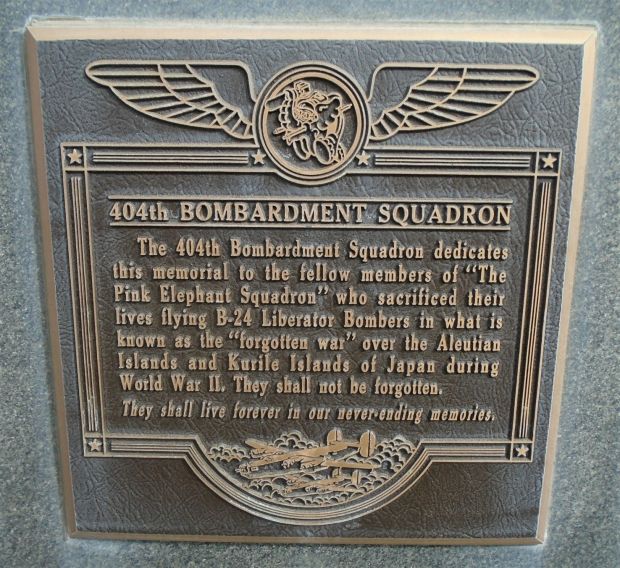 404th BOMBARDMENT SQUADRON
The 404th Bombardment Squadron dedicates
this memorial to the fellow members of "The
Pink Elephant Squadron" who sacrificed their
lives flying B-24 Liberator Bombers in what is
known as the "forgotten war" over the Aleutian
Islands and Kurile Islands of Japan during
World War II. They shall not be forgotten.
They shall live forever in our never-ending memories.